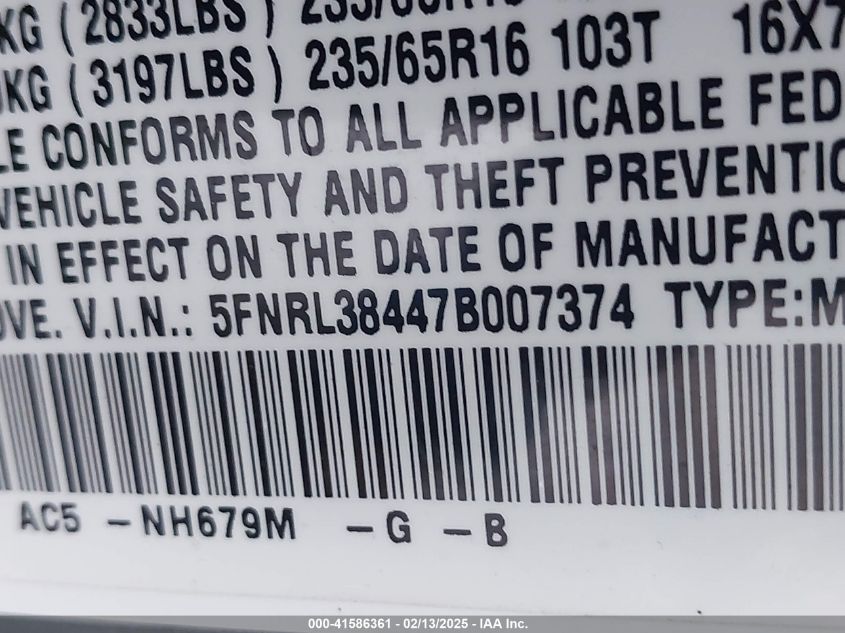 KG ( 2833LBS )
KG ( 3197LBS ) 235/65R16 103T 16X7
LE CONFORMS TO ALL APPLICABLE FED
VEHICLE SAFETY AND THEFT PREVENTIO
IN EFFECT ON THE DATE OF MANUFACT
OVE. V.I.N.: 5FNRL38447B007374 TYPE:M
AC5 -NH679M -G -B
000-41586361 - 02/13/2025 - IAA Inc.